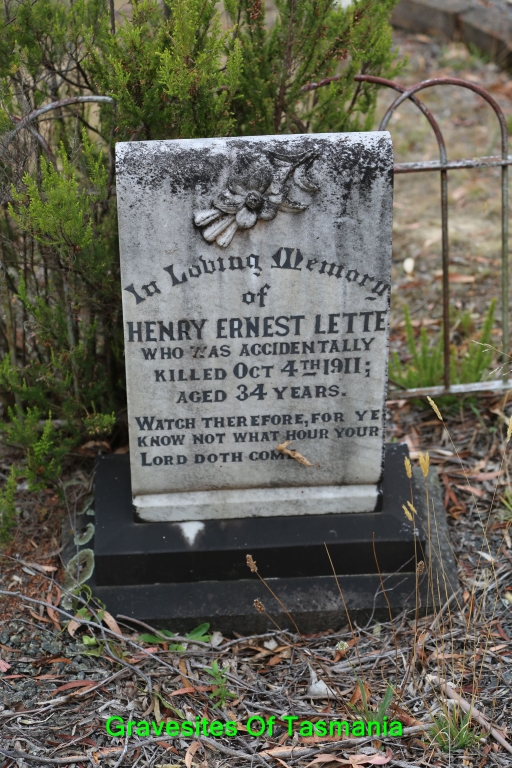 In Loving Memory
of
HENRY ERNEST LETTE
WHO WAS ACCIDENTALLY
KILLED OCT 4TH 1911;
AGED 34 YEARS.
WATCH THEREFORE, FOR YE
KNOW NOT WHAT HOUR YOUR
LORD DOTH COME.
Gravesites Of Tasmania